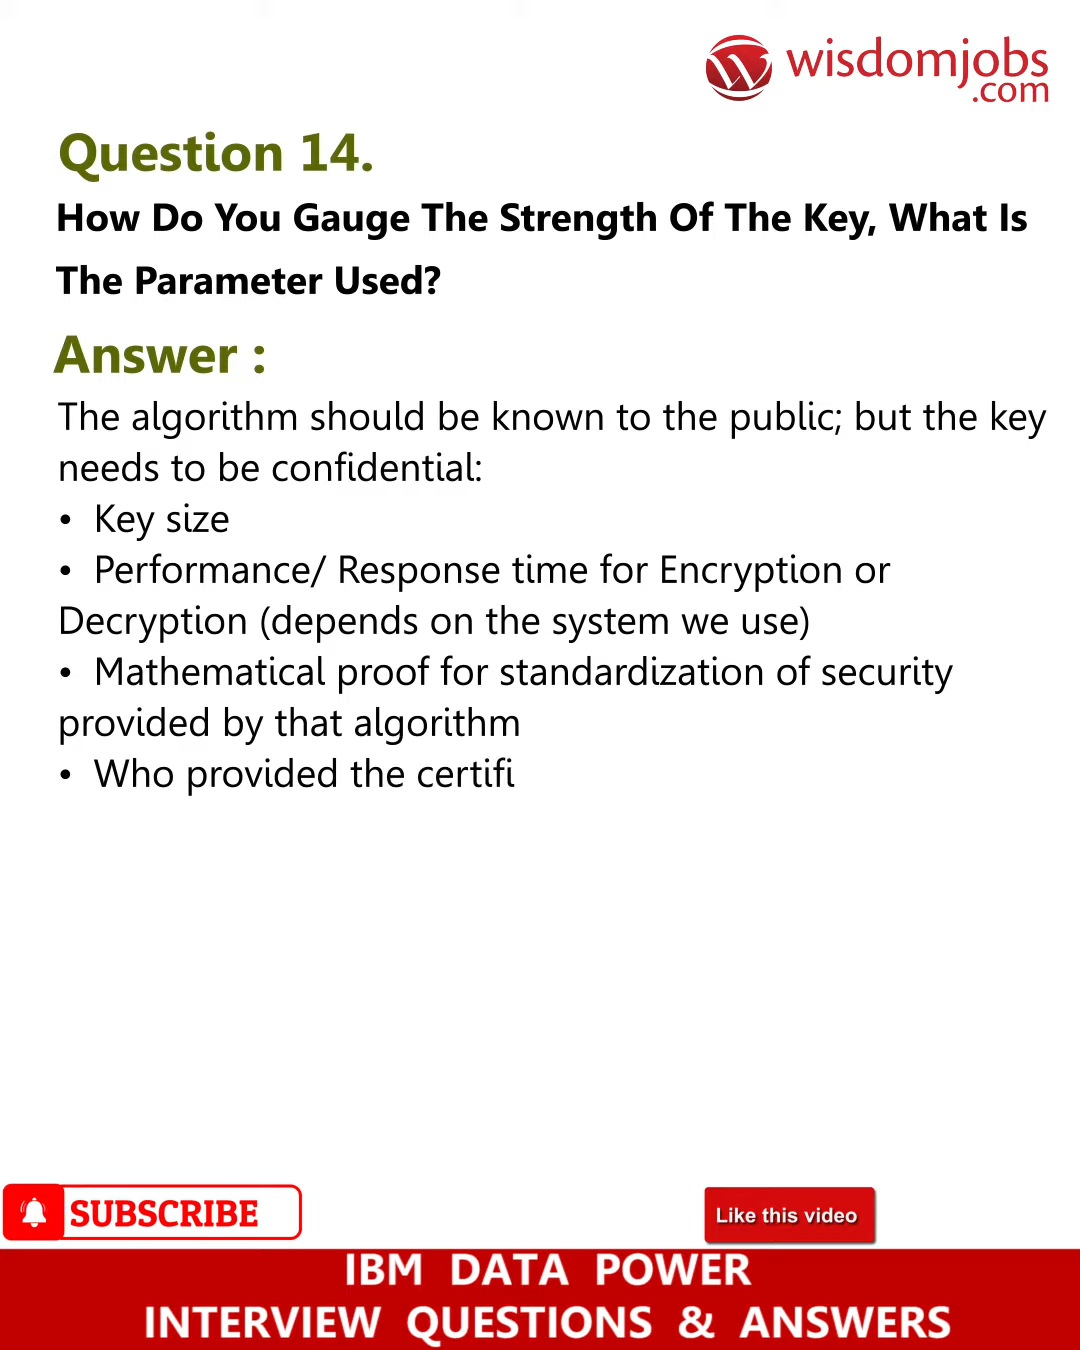 wisdomjobs
.com
Question 14.
How Do You Gauge The Strength Of The Key, What Is
The Parameter Used?
Answer :
The algorithm should be known to the public; but the key
needs to be confidential:
• Key size
• Performance/ Response time for Encryption or
Decryption (depends on the system we use)
• Mathematical proof for standardization of security
provided by that algorithm
• Who provided the certifi
SUBSCRIBE
Like this video
IBM DATA POWER
INTERVIEW QUESTIONS & ANSWERS